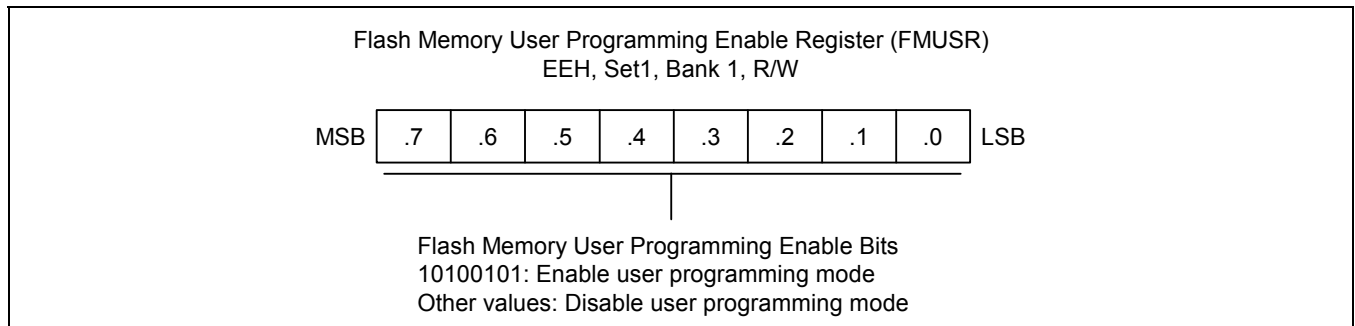 Flash Memory User Programming Enable Register (FMUSR)
EEH, Set1, Bank 1, R/W
MSB .7 .6 .5 .4 .3 .2 .1 .0 LSB
Flash Memory User Programming Enable Bits
10100101: Enable user programming mode
Other values: Disable user programming mode